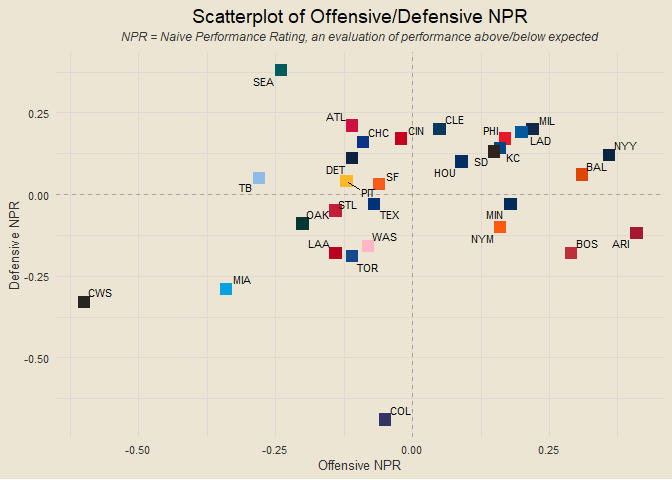 Scatterplot of Offensive/Defensive NPR
NPR = Naive Performance Rating, an evaluation of performance above/below expected
SEA
0.25
ATL
CHC
CIN
CLE
PHI
MIL
LAD
NYY
DET
SF
HOU
SD
KC
BAL
TB
PIT
0.00
OAK
STL
TEX
MIN
LAA
WAS
NYM
BOS
ARI
TOR
-0.25
MIA
CWS
-0.50
COL
Defensive NPR
-0.50
-0.25
0.00
0.25
Offensive NPR